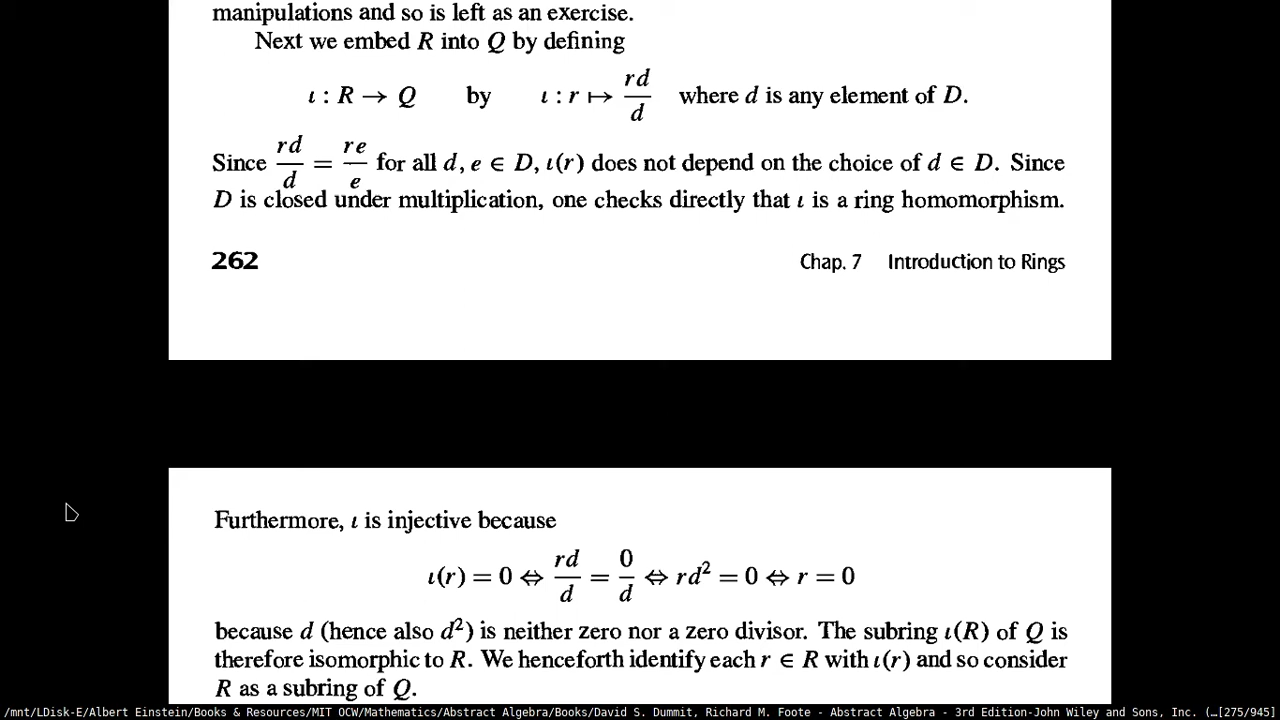 manipulations and so is left as an exercise.
Next we embed R into Q by defining
ι : R → Q by ι : r ↦ rd/d where d is any element of D.
Since rd/d = re/e for all d, e ∈ D, ι(r) does not depend on the choice of d ∈ D. Since
D is closed under multiplication, one checks directly that ι is a ring homomorphism.
262 Chap. 7 Introduction to Rings
Furthermore, ι is injective because
ι(r) = 0 ⇔ rd/d = 0/d ⇔ rd² = 0 ⇔ r = 0
because d (hence also d²) is neither zero nor a zero divisor. The subring ι(R) of Q is
therefore isomorphic to R. We henceforth identify each r ∈ R with ι(r) and so consider
R as a subring of Q.
/mnt/LDisk-E/Albert Einstein/Books & Resources/MIT OCW/Mathematics/Abstract Algebra/Books/David S. Dummit, Richard M. Foote - Abstract Algebra - 3rd Edition-John Wiley and Sons, Inc. (…[275/945]